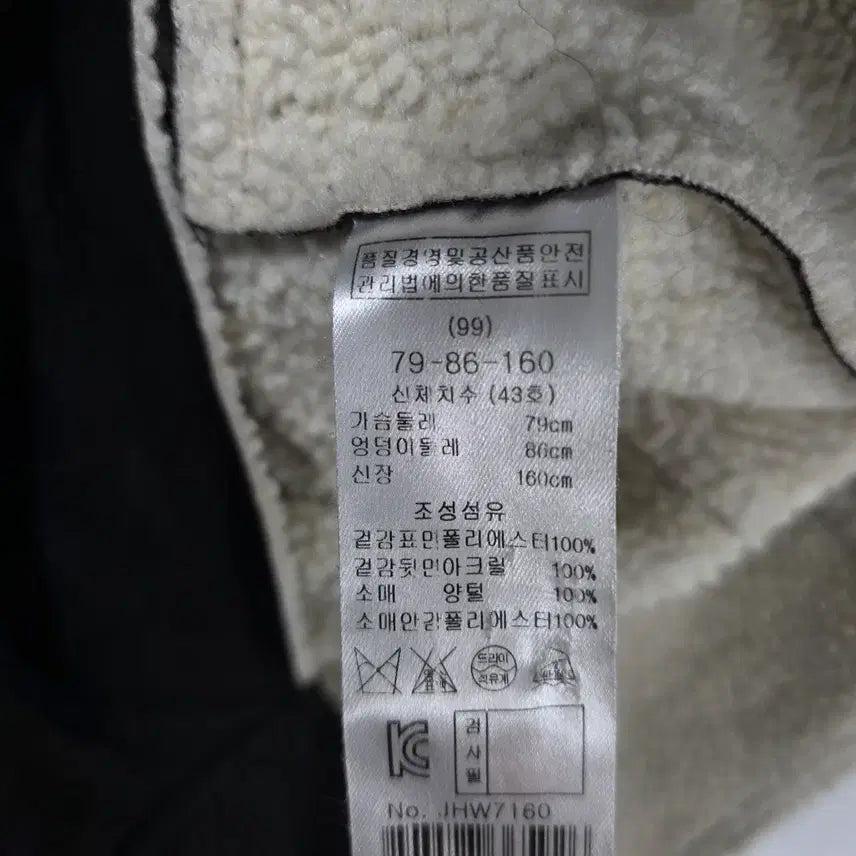 품질경영및공산품안전
관리법에의한품질표시
(99)
79-86-160
신체치수 (43호)
가슴둘레 79cm
엉덩이둘레 86cm
신장 160cm
조성섬유
겉감표면폴리에스터100%
겉감뒷면아크릴 100%
소매 양털 100%
소매안감폴리에스터100%
드라이
석유계
검사필
No. JHW7160